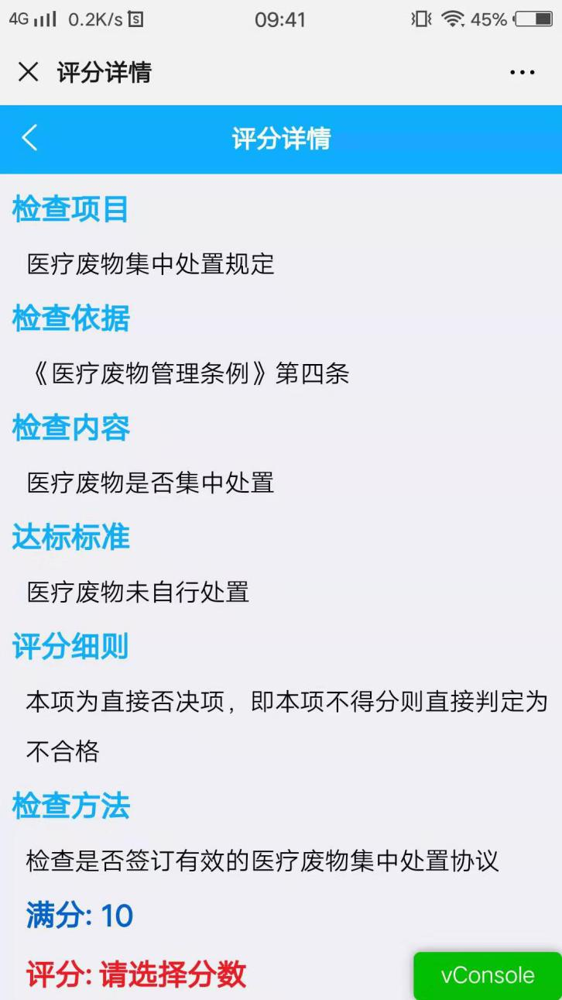 4G 0.2K/s 09:41 45%
评分详情
评分详情
检查项目
医疗废物集中处置规定
检查依据
《医疗废物管理条例》第四条
检查内容
医疗废物是否集中处置
达标标准
医疗废物未自行处置
评分细则
本项为直接否决项，即本项不得分则直接判定为
不合格
检查方法
检查是否签订有效的医疗废物集中处置协议
满分: 10
评分: 请选择分数
vConsole